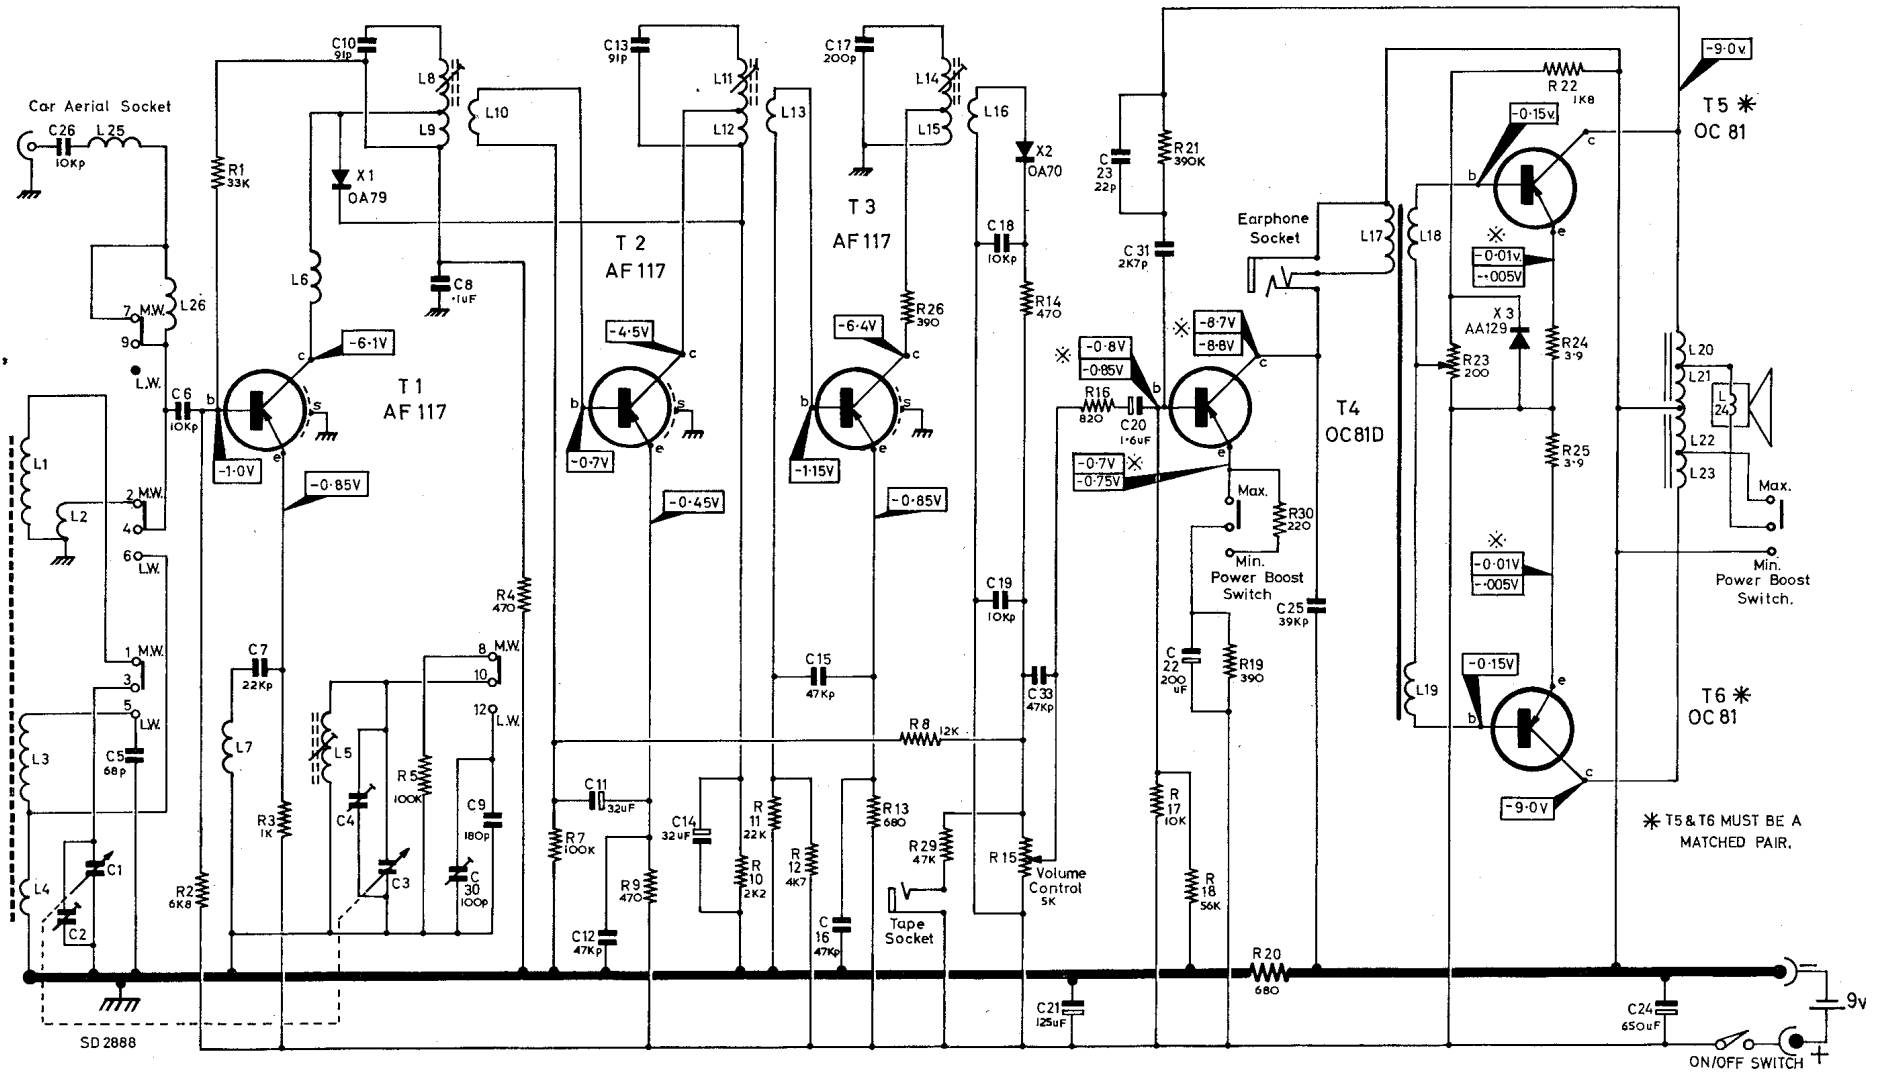 Car Aerial Socket
C26
10Kp
L25
7 M.W.
9
L.W.
L26
C6
10Kp
L1
L2
2 M.W.
4
6
L.W.
1 M.W.
3
5
L.W.
L3
C5
68p
L4
C1
C2
SD 2888
R1
33K
C10
91p
L8
L9
L10
X1
OA79
L6
C8
·1uF
b
c
e
s
-6.1V
-1·0V
-0·85V
T1
AF 117
C7
22Kp
L7
R2
6K8
R3
1K
L5
C4
C3
R5
100K
8 M.W.
10
12 L.W.
C9
180p
C
30
100p
R4
470
C13
91p
L11
L12
L13
T2
AF 117
-4·5V
b
c
e
s
-0·7V
-0·45V
C11
32uF
R7
100K
C12
47Kp
R9
470
C14
32uF
R
10
2K2
R
11
22K
R
12
4K7
C15
47Kp
C17
200p
L14
L15
L16
X2
OA70
T3
AF 117
R26
390
-6·4V
b
c
e
s
-1·15V
-0·85V
C18
10Kp
R14
470
C19
10Kp
C33
47Kp
R8
12K
R13
680
C
16
47Kp
R29
47K
Tape
Socket
R15
Volume
Control
5K
C
23
22p
R21
390K
C31
2K7p
Earphone
Socket
-8·7V
-8·8V
-0·8V
-0·85V
R16
820
C20
1·6uF
b
c
e
T4
OC81D
-0·7V
-0·75V
Max.
Min.
Power Boost
Switch
R30
220
C
22
200
uF
R19
390
C25
39Kp
R
17
10K
R
18
56K
R20
680
C21
125uF
L17
L18
L19
R22
1K8
-0·15v.
-9·0v.
T5 *
OC 81
b
c
e
-0·01v.
-·005V
X3
AA129
R23
200
R24
3·9
R25
3·9
L20
L21
L22
L23
L
24
Max.
Min.
Power Boost
Switch.
-0·01V
-·005V
-0·15V
T6 *
OC 81
b
c
e
-9·0V
* T5 & T6 MUST BE A
MATCHED PAIR.
C24
650uF
ON/OFF SWITCH
−
+
9v